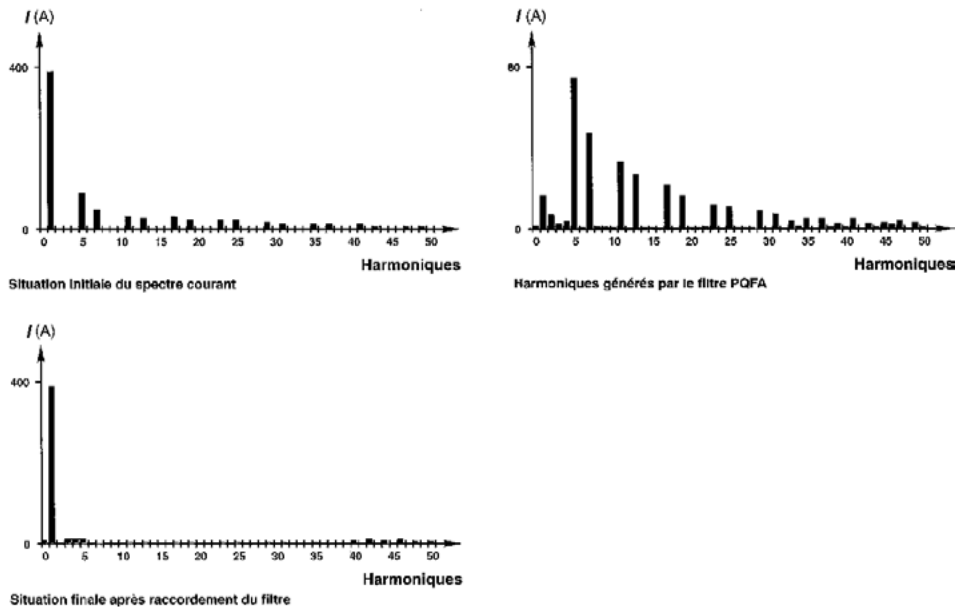 I (A)
400
0
0 5 10 15 20 25 30 35 40 45 50
Harmoniques
Situation initiale du spectre courant
I (A)
80
0
0 5 10 15 20 25 30 35 40 45 50
Harmoniques
Harmoniques générés par le filtre PQFA
I (A)
400
0
0 5 10 15 20 25 30 35 40 45 50
Harmoniques
Situation finale après raccordement du filtre